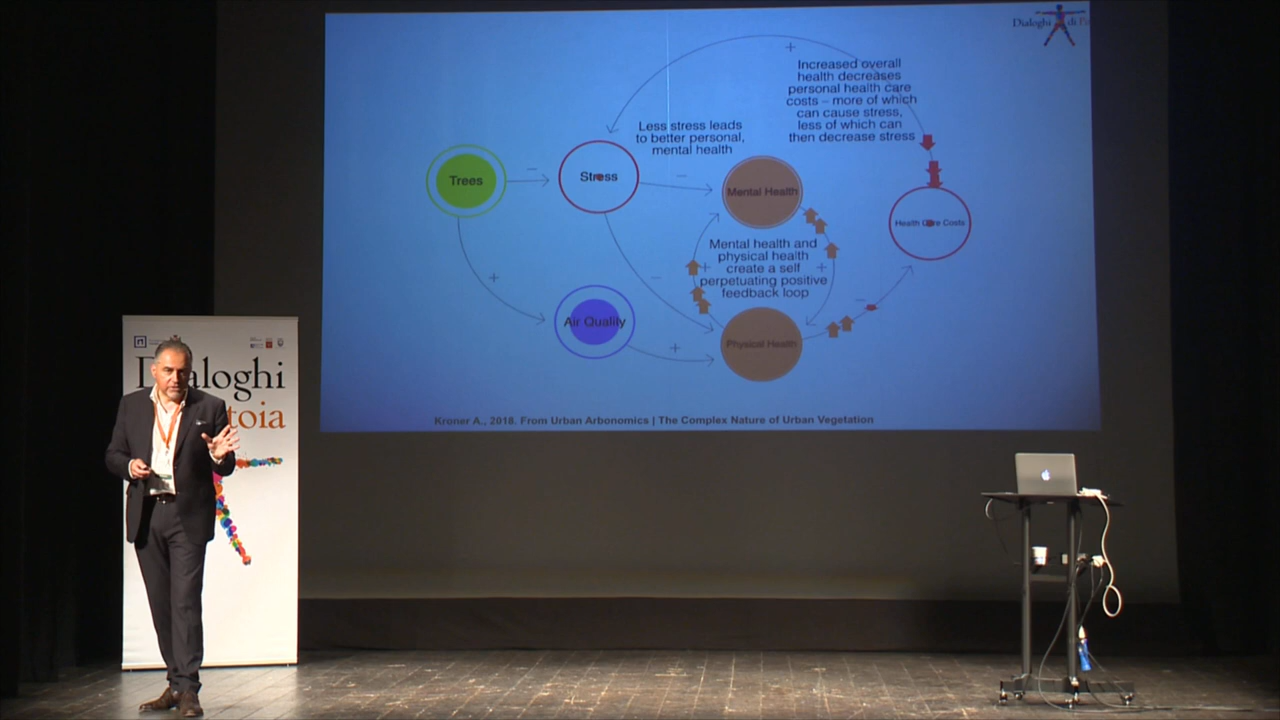 Dialoghi di
+
Increased overall
health decreases
personal health care
costs – more of which
can cause stress,
less of which can
then decrease stress
Less stress leads
to better personal,
mental health
Trees
–
Stress
–
Mental Health
Health Care Costs
Mental health and
physical health
create a self
perpetuating positive
feedback loop
+
+
+
–
–
Air Quality
+
Physical Health
Kroner A., 2018. From Urban Arbonomics | The Complex Nature of Urban Vegetation
Dialoghi
toia